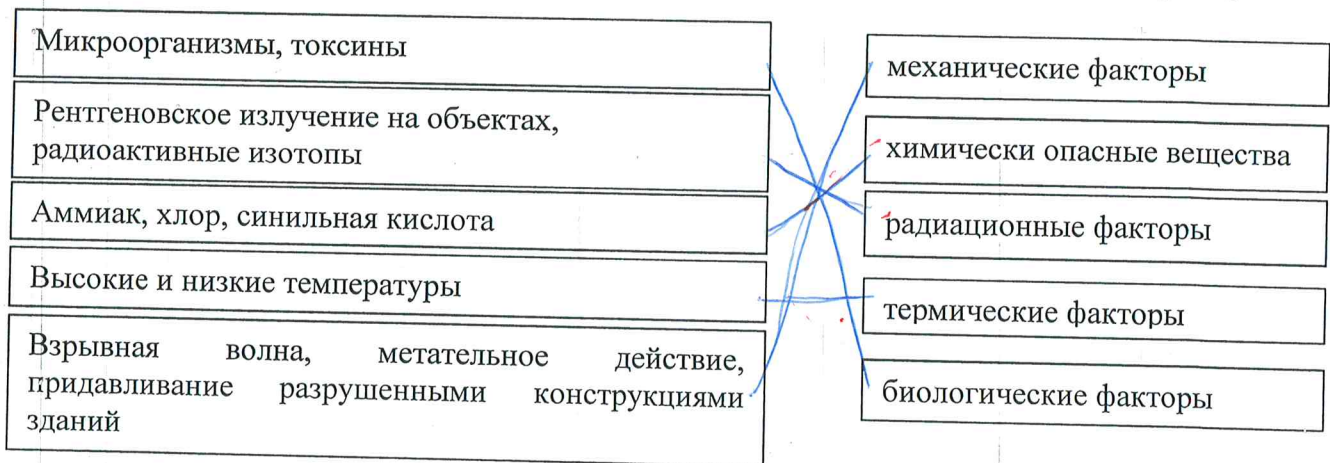 Микроорганизмы, токсины
Рентгеновское излучение на объектах,
радиоактивные изотопы
Аммиак, хлор, синильная кислота
Высокие и низкие температуры
Взрывная волна, метательное действие,
придавливание разрушенными конструкциями
зданий
механические факторы
химически опасные вещества
радиационные факторы
термические факторы
биологические факторы